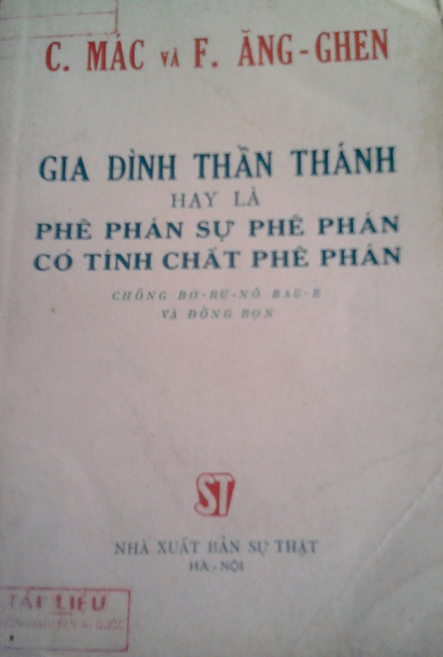 C. MÁC VÀ F. ĂNG-GHEN
GIA ĐÌNH THẦN THÁNH
HAY LÀ
PHÊ PHÁN SỰ PHÊ PHÁN
CÓ TÍNH CHẤT PHÊ PHÁN
CHỐNG BƠ-RU-NÔ BAU-E
VÀ ĐỒNG BỌN
ST
NHÀ XUẤT BẢN SỰ THẬT
HÀ-NỘI
TÀI LIỆU